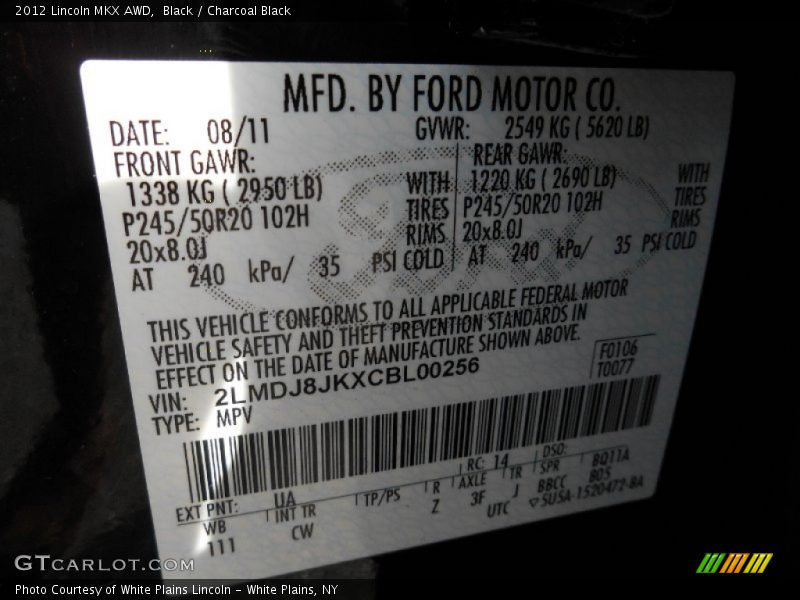 2012 Lincoln MKX AWD,  Black / Charcoal Black
MFD. BY FORD MOTOR CO.
DATE: 08/11 GVWR: 2549 KG ( 5620 LB)
FRONT GAWR: REAR GAWR:
1338 KG ( 2950 LB) WITH 1220 KG ( 2690 LB) WITH
P245/50R20 102H TIRES P245/50R20 102H TIRES
20x8.0J RIMS 20x8.0J RIMS
AT 240 kPa/ 35 PSI COLD AT 240 kPa/ 35 PSI COLD
THIS VEHICLE CONFORMS TO ALL APPLICABLE FEDERAL MOTOR
VEHICLE SAFETY AND THEFT PREVENTION STANDARDS IN
EFFECT ON THE DATE OF MANUFACTURE SHOWN ABOVE.
F0106
T0077
VIN: 2LMDJ8JKXCBL00256
TYPE: MPV
EXT PNT: UA RC: 14 DSO:
WB INT TR TP/PS R AXLE TR SPR BQ11A
111 CW Z 3F J BBCC B05
UTC ▽5USA-1520472-BA
GTCARLOT.COM
Photo Courtesy of White Plains Lincoln - White Plains, NY